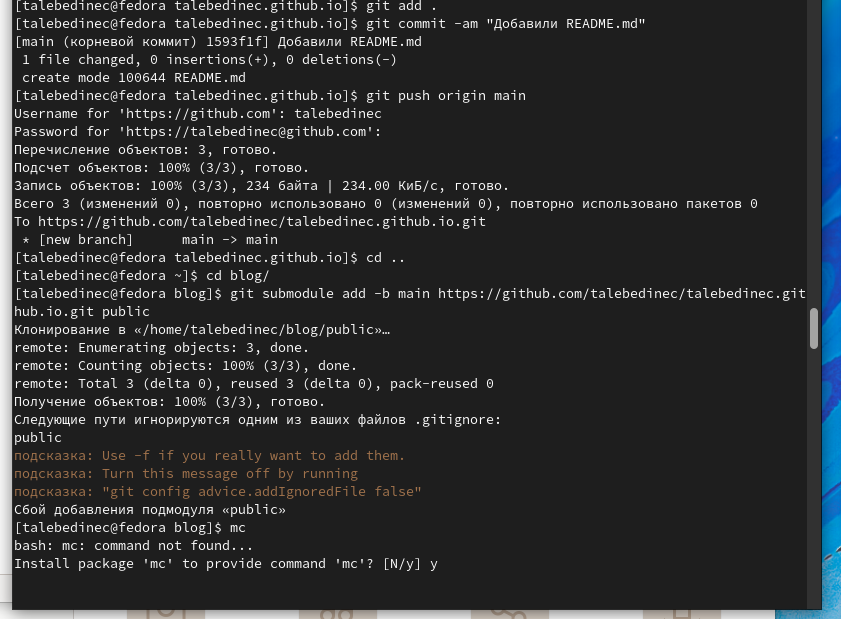 [talebedinec@fedora talebedinec.github.io]$ git add .
[talebedinec@fedora talebedinec.github.io]$ git commit -am "Добавили README.md"
[main (корневой коммит) 1593f1f] Добавили README.md
 1 file changed, 0 insertions(+), 0 deletions(-)
 create mode 100644 README.md
[talebedinec@fedora talebedinec.github.io]$ git push origin main
Username for 'https://github.com': talebedinec
Password for 'https://talebedinec@github.com':
Перечисление объектов: 3, готово.
Подсчет объектов: 100% (3/3), готово.
Запись объектов: 100% (3/3), 234 байта | 234.00 КиБ/с, готово.
Всего 3 (изменений 0), повторно использовано 0 (изменений 0), повторно использовано пакетов 0
To https://github.com/talebedinec/talebedinec.github.io.git
 * [new branch]      main -> main
[talebedinec@fedora talebedinec.github.io]$ cd ..
[talebedinec@fedora ~]$ cd blog/
[talebedinec@fedora blog]$ git submodule add -b main https://github.com/talebedinec/talebedinec.git
hub.io.git public
Клонирование в «/home/talebedinec/blog/public»…
remote: Enumerating objects: 3, done.
remote: Counting objects: 100% (3/3), done.
remote: Total 3 (delta 0), reused 3 (delta 0), pack-reused 0
Получение объектов: 100% (3/3), готово.
Следующие пути игнорируются одним из ваших файлов .gitignore:
public
подсказка: Use -f if you really want to add them.
подсказка: Turn this message off by running
подсказка: "git config advice.addIgnoredFile false"
Сбой добавления подмодуля «public»
[talebedinec@fedora blog]$ mc
bash: mc: command not found...
Install package 'mc' to provide command 'mc'? [N/y] y